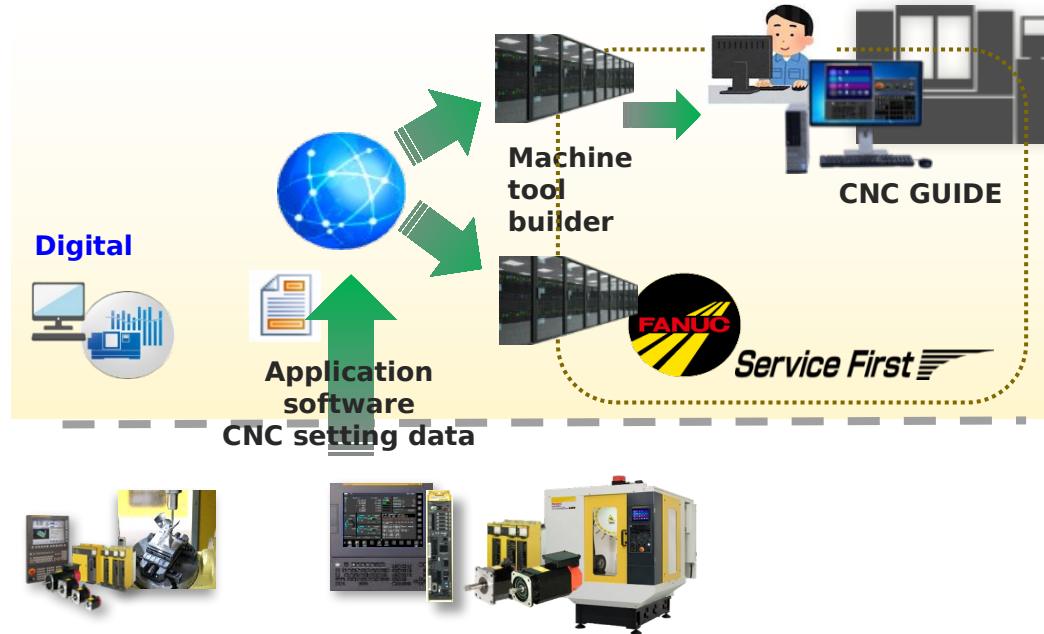 Machine
tool
builder
CNC GUIDE
Digital
FANUC
Service First
Application
software
CNC setting data